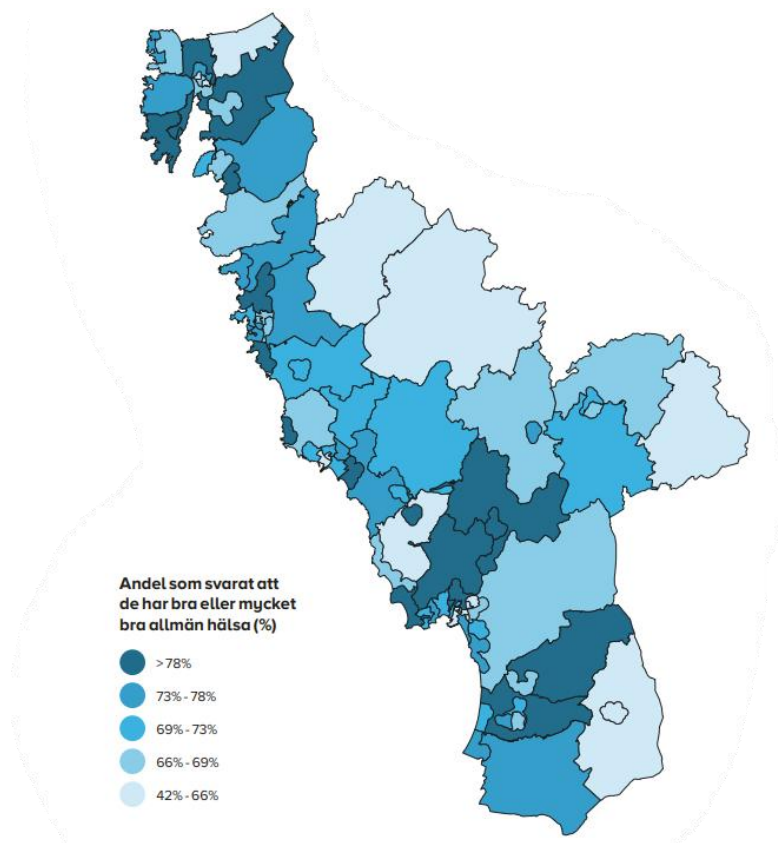 Andel som svarat att
de har bra eller mycket
bra allmän hälsa (%)
>78%
73% - 78%
69% - 73%
66% - 69%
42% - 66%